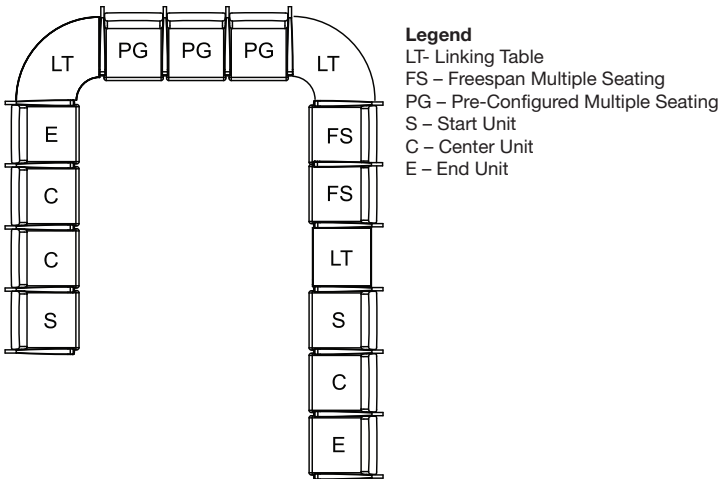 LT
PG
PG
PG
LT
E
C
C
S
FS
FS
LT
S
C
E
Legend
LT- Linking Table
FS – Freespan Multiple Seating
PG – Pre-Configured Multiple Seating
S – Start Unit
C – Center Unit
E – End Unit